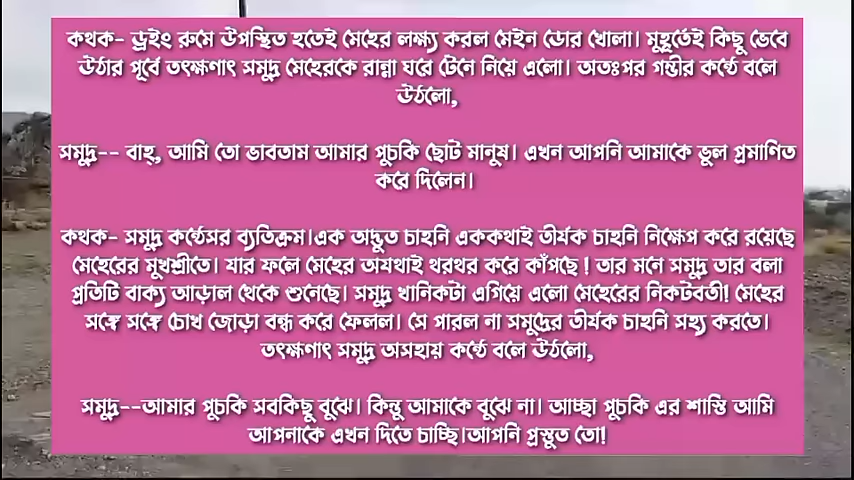 কথক- ড্রইং রুমে উপস্থিত হতেই মেহের লক্ষ্য করল মেইন ডোর খোলা। মুহূর্তেই কিছু ভেবে
উঠার পূর্বে তৎক্ষণাৎ সমুদ্র মেহেরকে রান্না ঘরে টেনে নিয়ে এলো। অতঃপর গম্ভীর কণ্ঠে বলে
উঠলো,
সমুদ্র-- বাহ্, আমি তো ভাবতাম আমার পুচকি ছোট মানুষ। এখন আপনি আমাকে ভুল প্রমাণিত
করে দিলেন।
কথক- সমুদ্র কন্ঠেসর ব্যতিক্রম।এক অদ্ভুত চাহনি এককথাই তীর্যক চাহনি নিক্ষেপ করে রয়েছে
মেহেরের মুখশ্রীতে। যার ফলে মেহের অযথাই থরথর করে কাঁপছে ! তার মনে সমুদ্র তার বলা
প্রতিটি বাক্য আড়াল থেকে শুনেছে। সমুদ্র খানিকটা এগিয়ে এলো মেহেরের নিকটবর্তী! মেহের
সঙ্গে সঙ্গে চোখ জোড়া বন্ধ করে ফেলল। সে পারল না সমুদ্রের তীর্যক চাহনি সহ্য করতে।
তৎক্ষণাৎ সমুদ্র অসহায় কণ্ঠে বলে উঠলো,
সমুদ্র--আমার পুচকি সবকিছু বুঝে। কিন্তু আমাকে বুঝে না। আচ্ছা পুচকি এর শাস্তি আমি
আপনাকে এখন দিতে চাচ্ছি।আপনি প্রস্তুত তো!